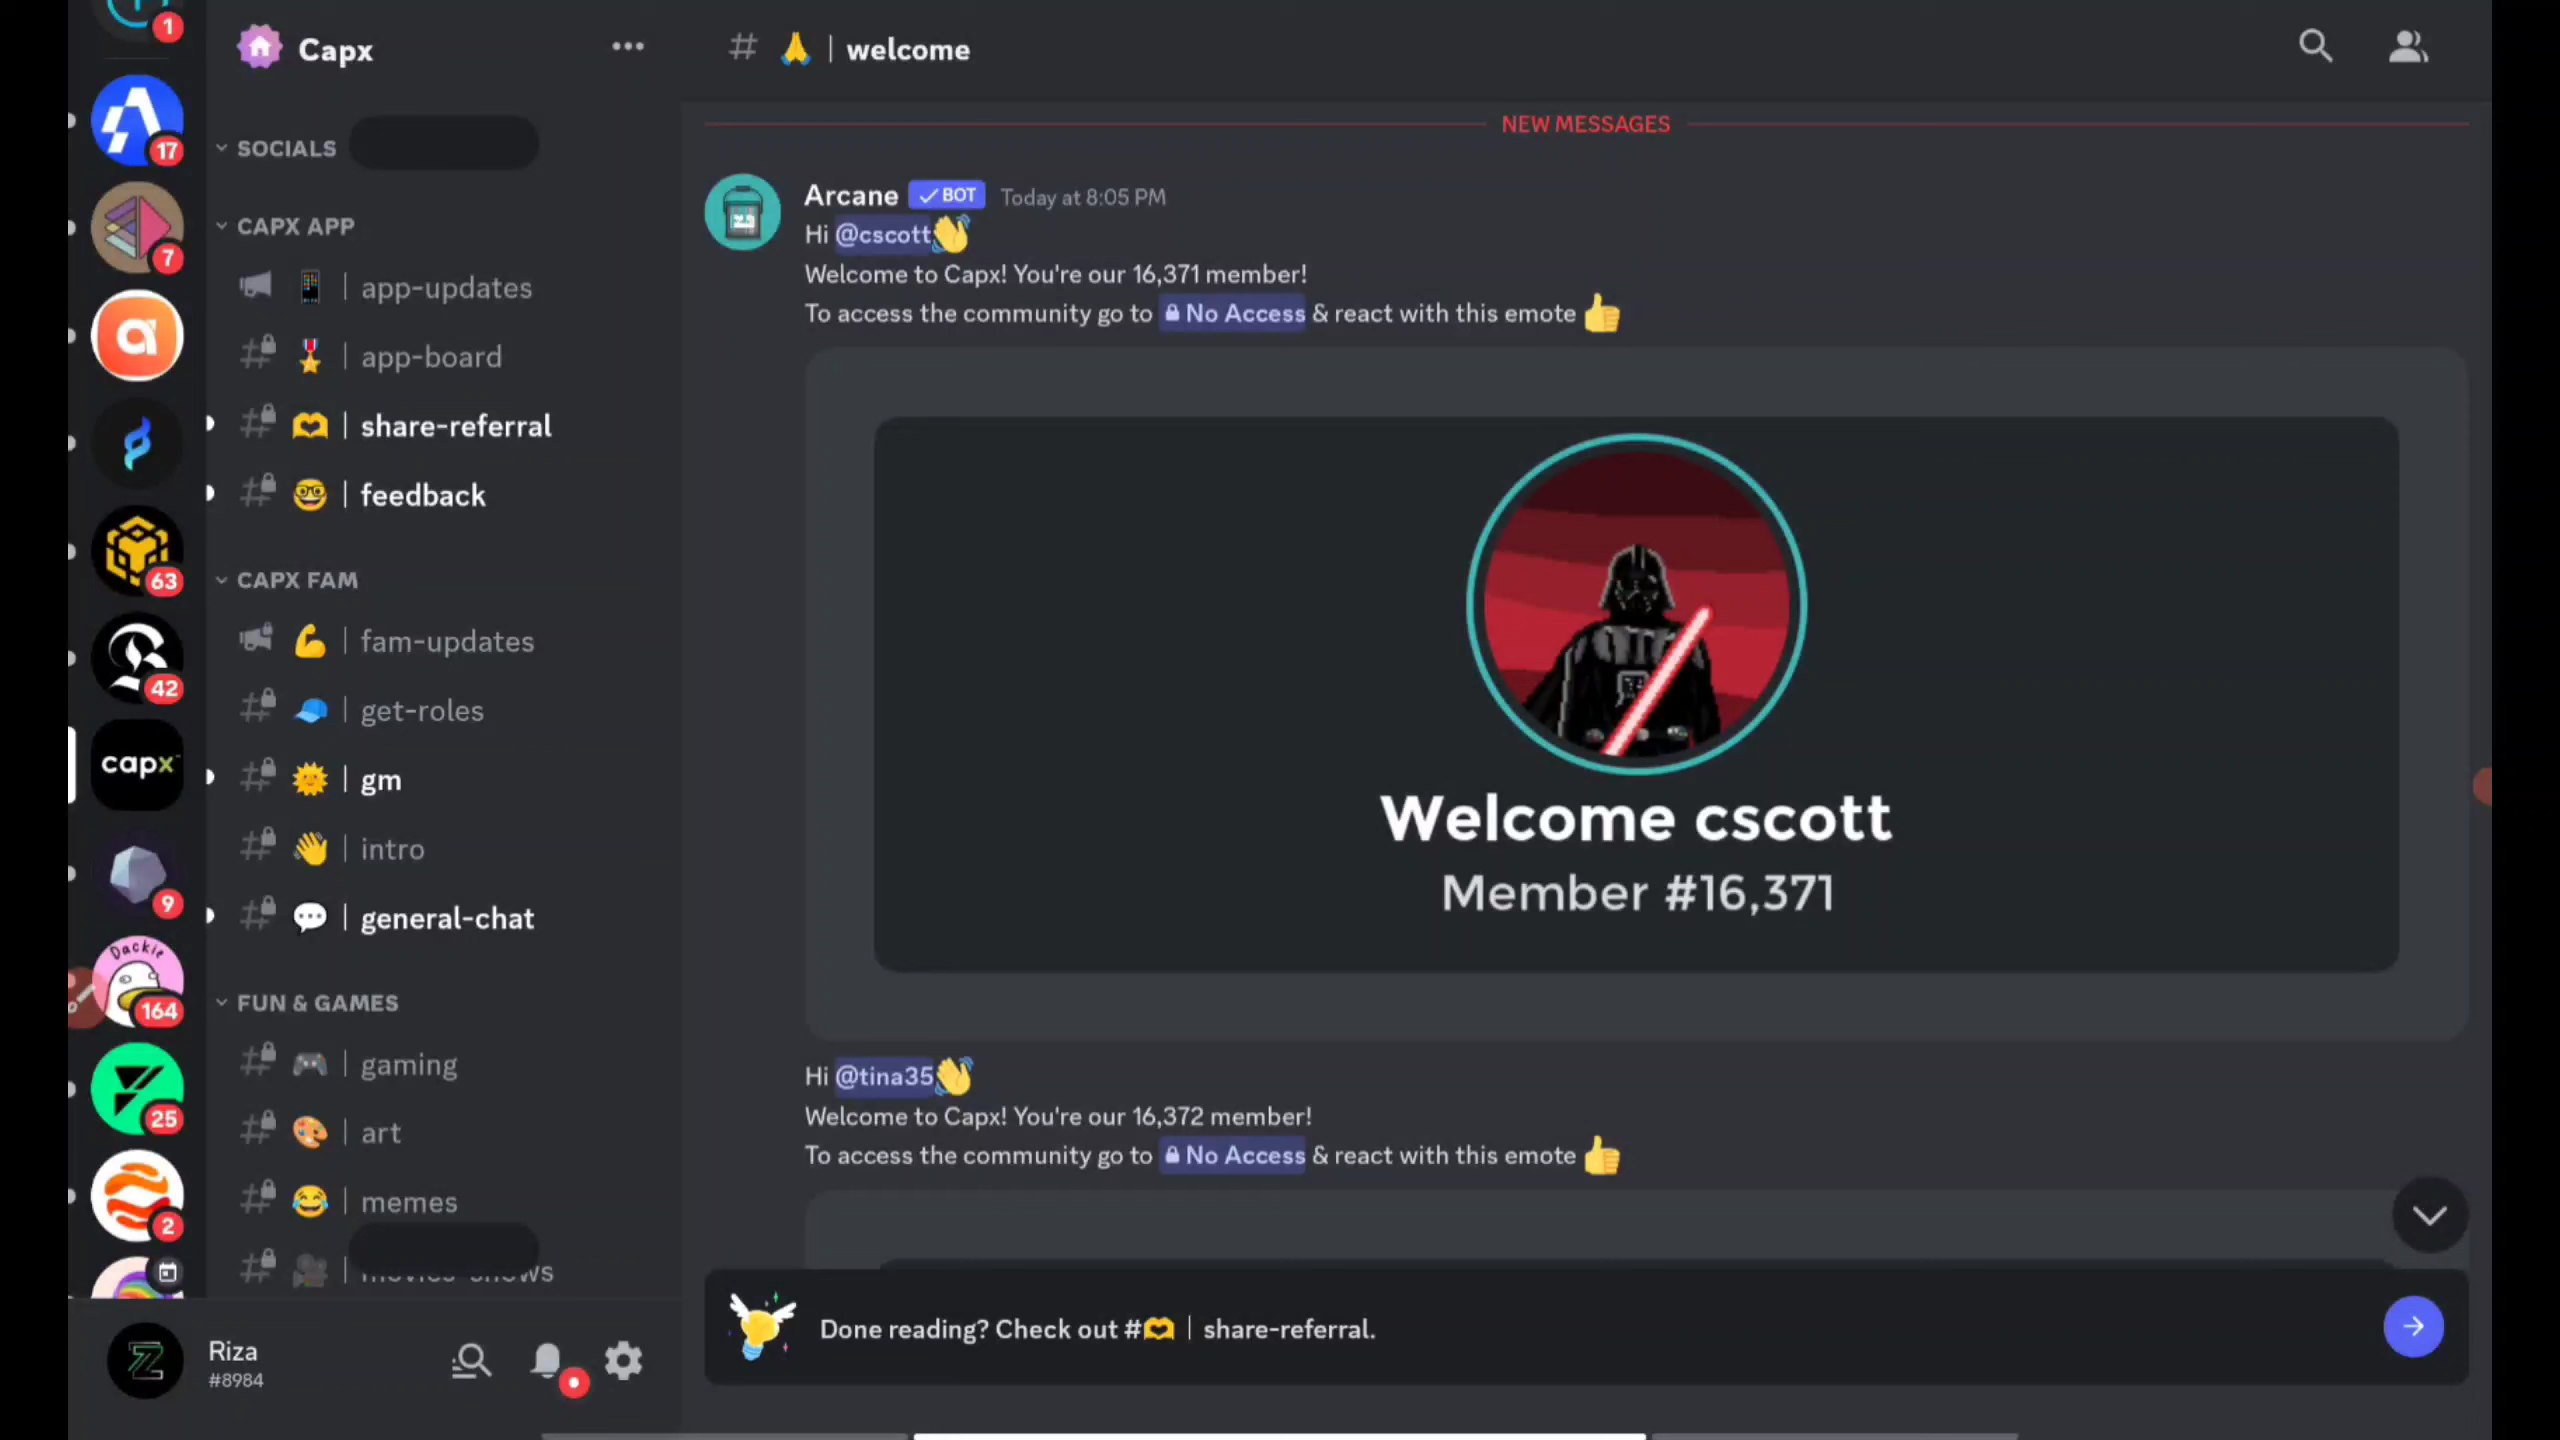 1
17
7
63
42
capx
9
Dackie
164
25
2
Capx
SOCIALS
CAPX APP
| app-updates
| app-board
| share-referral
| feedback
CAPX FAM
| fam-updates
| get-roles
| gm
| intro
| general-chat
FUN & GAMES
| gaming
| art
| memes
Riza
#8984
# 🙏 | welcome
NEW MESSAGES
Arcane ✓ BOT Today at 8:05 PM
Hi @cscott👋
Welcome to Capx! You're our 16,371 member!
To access the community go to No Access & react with this emote 👍
Welcome cscott
Member #16,371
Hi @tina35👋
Welcome to Capx! You're our 16,372 member!
To access the community go to No Access & react with this emote 👍
Done reading? Check out #🫶 | share-referral.